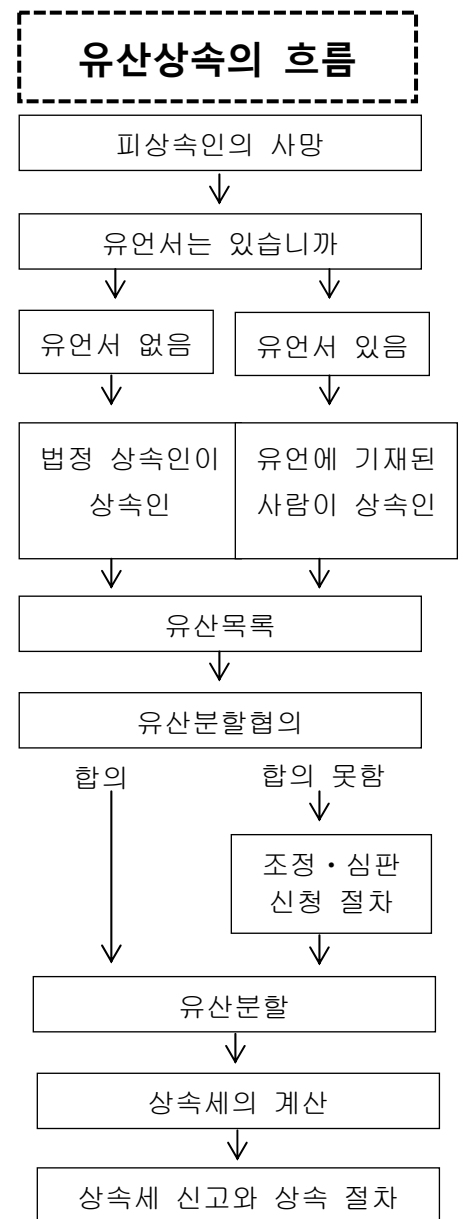 유산상속의 흐름
피상속인의 사망
유언서는 있습니까
유언서 없음
유언서 있음
법정 상속인이
상속인
유언에 기재된
사람이 상속인
유산목록
유산분할협의
합의
합의 못함
조정・심판
신청 절차
유산분할
상속세의 계산
상속세 신고와 상속 절차